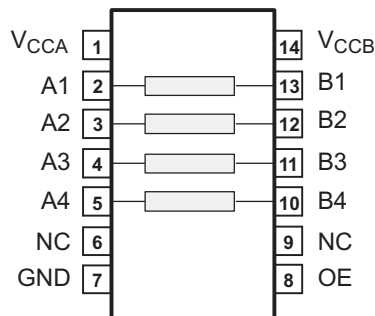 VCCA 1 14 VCCB
A1 2 13 B1
A2 3 12 B2
A3 4 11 B3
A4 5 10 B4
NC 6 9 NC
GND 7 8 OE